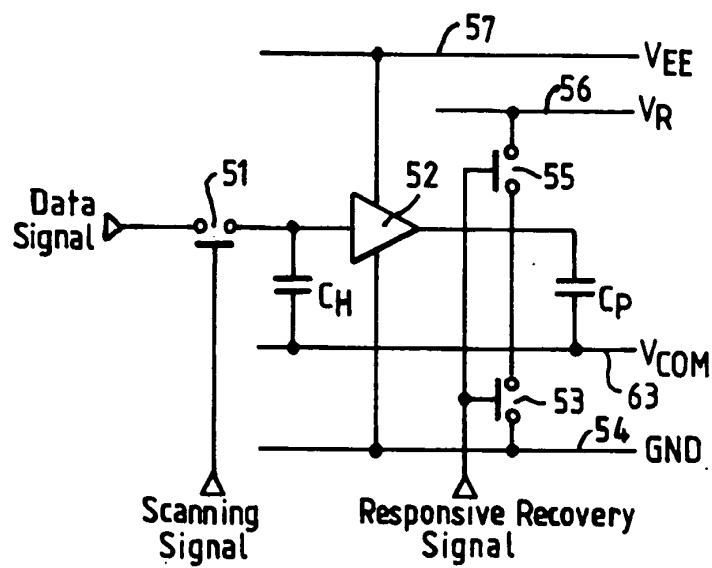 57
VEE
56
VR
51
52
55
Data
Signal
CH
CP
VCOM
53
63
54
GND
Scanning
Signal
Responsive Recovery
Signal